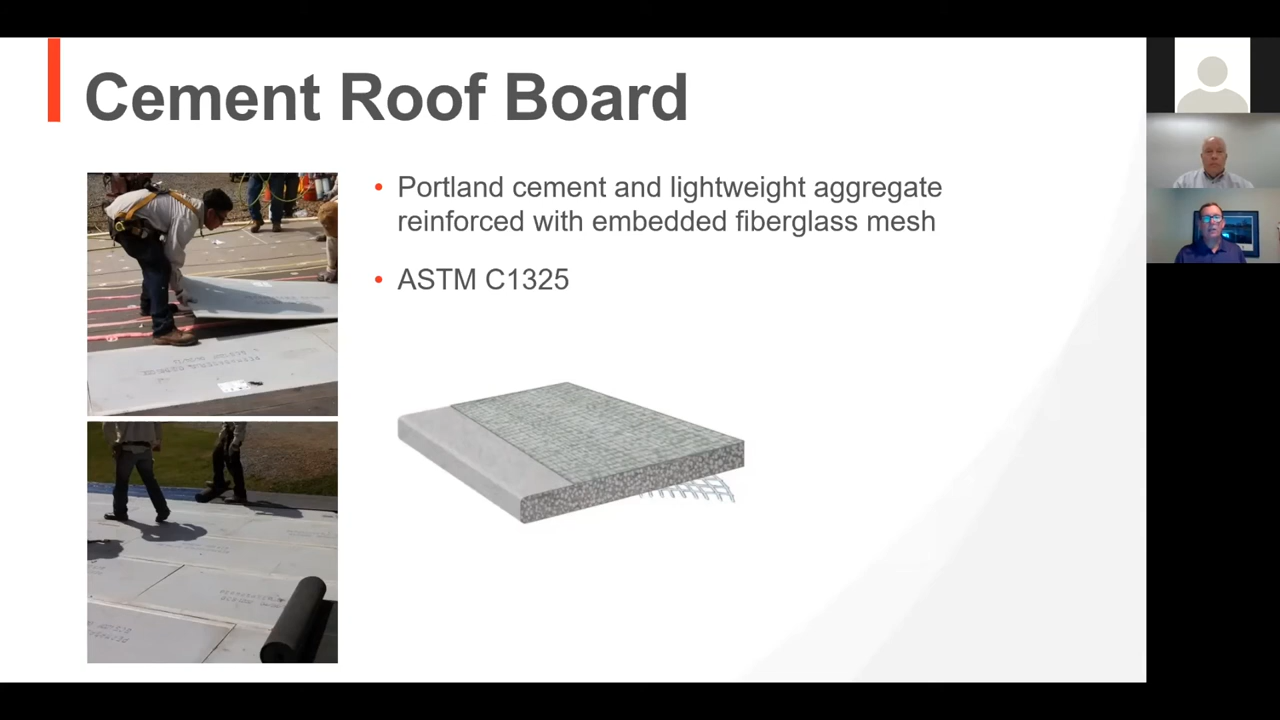 Cement Roof Board
• Portland cement and lightweight aggregate
reinforced with embedded fiberglass mesh
• ASTM C1325